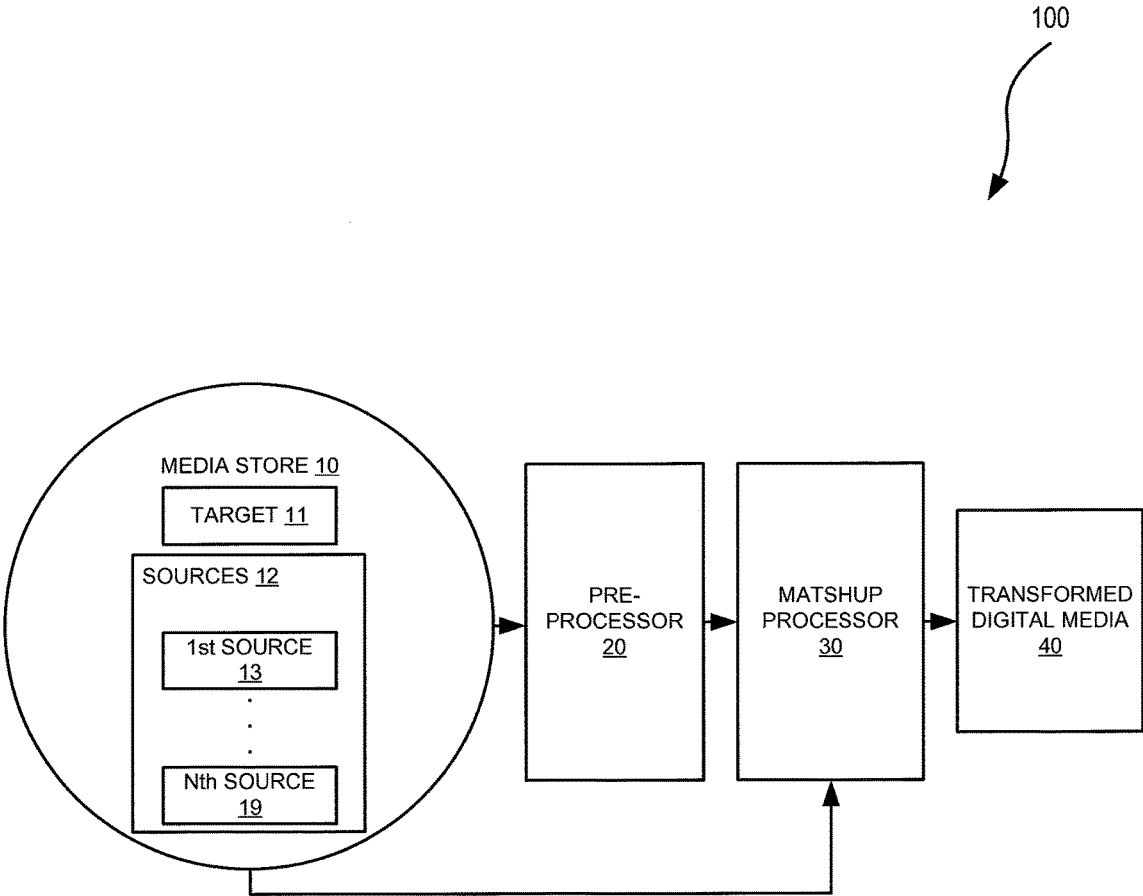 100
MEDIA STORE 10
TARGET 11
SOURCES 12
1st SOURCE
13
Nth SOURCE
19
PRE-
PROCESSOR
20
MATSHUP
PROCESSOR
30
TRANSFORMED
DIGITAL MEDIA
40